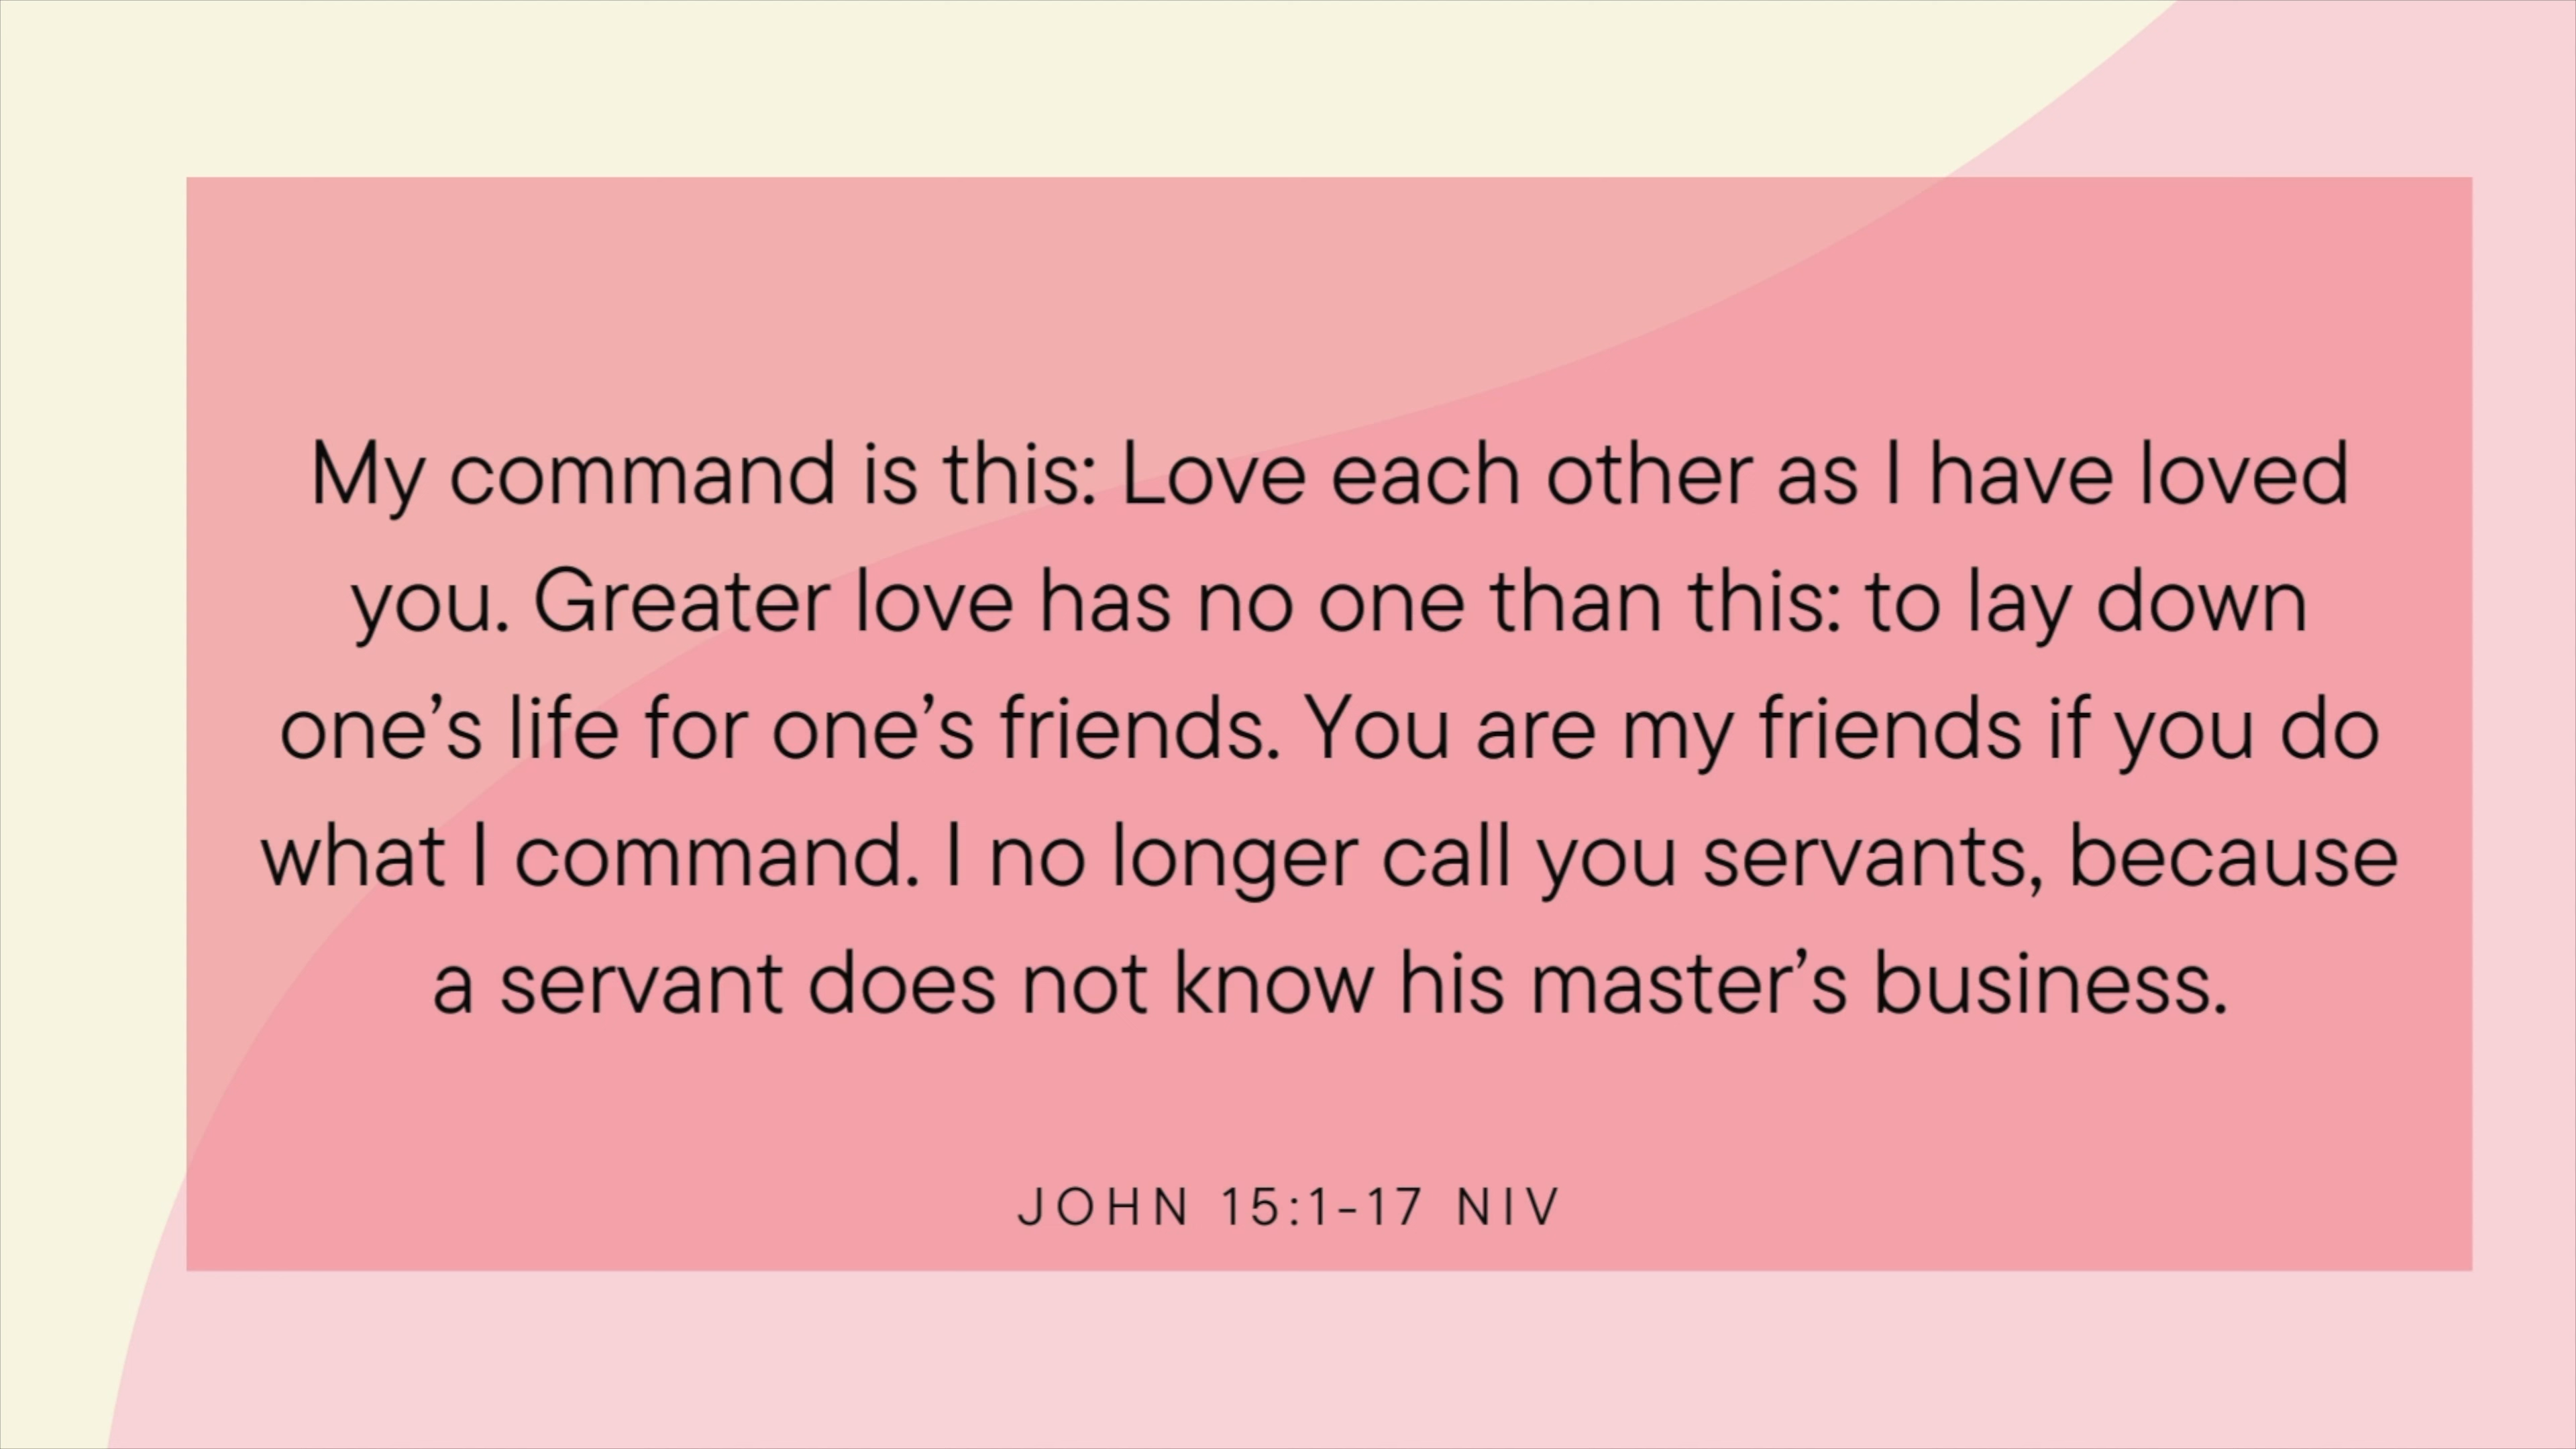 My command is this: Love each other as I have loved
you. Greater love has no one than this: to lay down
one’s life for one’s friends. You are my friends if you do
what I command. I no longer call you servants, because
a servant does not know his master’s business.
JOHN 15:1-17 NIV